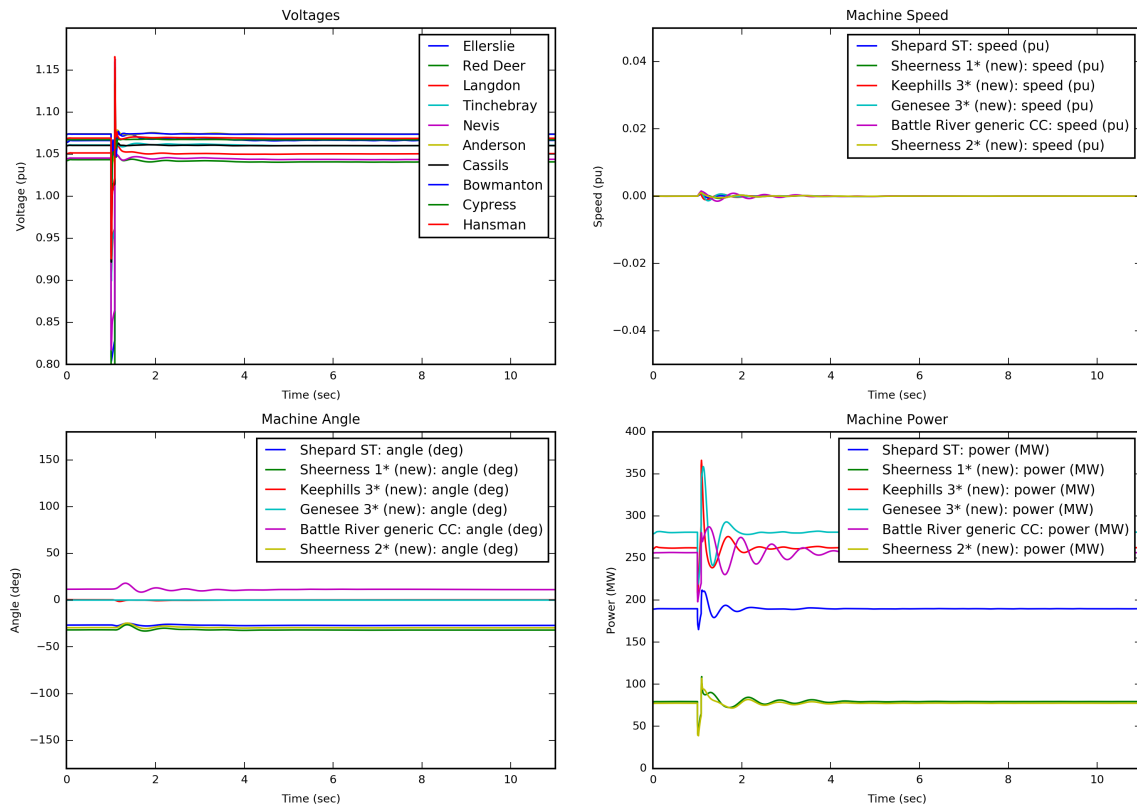 Voltages
1.15
1.10
1.05
1.00
0.95
0.90
0.85
0.80
Voltage (pu)
0
2
4
6
8
10
Time (sec)
Ellerslie
Red Deer
Langdon
Tinchebray
Nevis
Anderson
Cassils
Bowmanton
Cypress
Hansman
Machine Speed
0.04
0.02
0.00
−0.02
−0.04
Speed (pu)
0
2
4
6
8
10
Time (sec)
Shepard ST: speed (pu)
Sheerness 1* (new): speed (pu)
Keephills 3* (new): speed (pu)
Genesee 3* (new): speed (pu)
Battle River generic CC: speed (pu)
Sheerness 2* (new): speed (pu)
Machine Angle
150
100
50
0
−50
−100
−150
Angle (deg)
0
2
4
6
8
10
Time (sec)
Shepard ST: angle (deg)
Sheerness 1* (new): angle (deg)
Keephills 3* (new): angle (deg)
Genesee 3* (new): angle (deg)
Battle River generic CC: angle (deg)
Sheerness 2* (new): angle (deg)
Machine Power
400
350
300
250
200
150
100
50
0
Power (MW)
0
2
4
6
8
10
Time (sec)
Shepard ST: power (MW)
Sheerness 1* (new): power (MW)
Keephills 3* (new): power (MW)
Genesee 3* (new): power (MW)
Battle River generic CC: power (MW)
Sheerness 2* (new): power (MW)